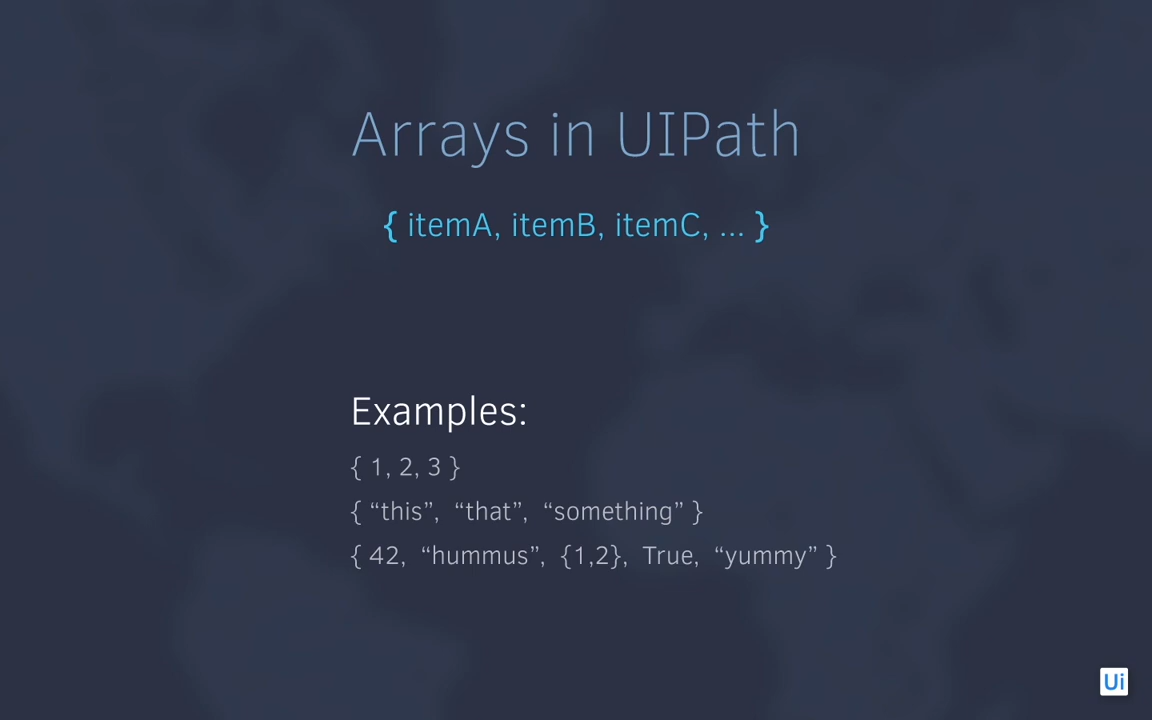 Arrays in UIPath
{ itemA, itemB, itemC, ... }
Examples:
{ 1, 2, 3 }
{ “this”, “that”, “something” }
{ 42, “hummus”, {1,2}, True, “yummy” }
Ui